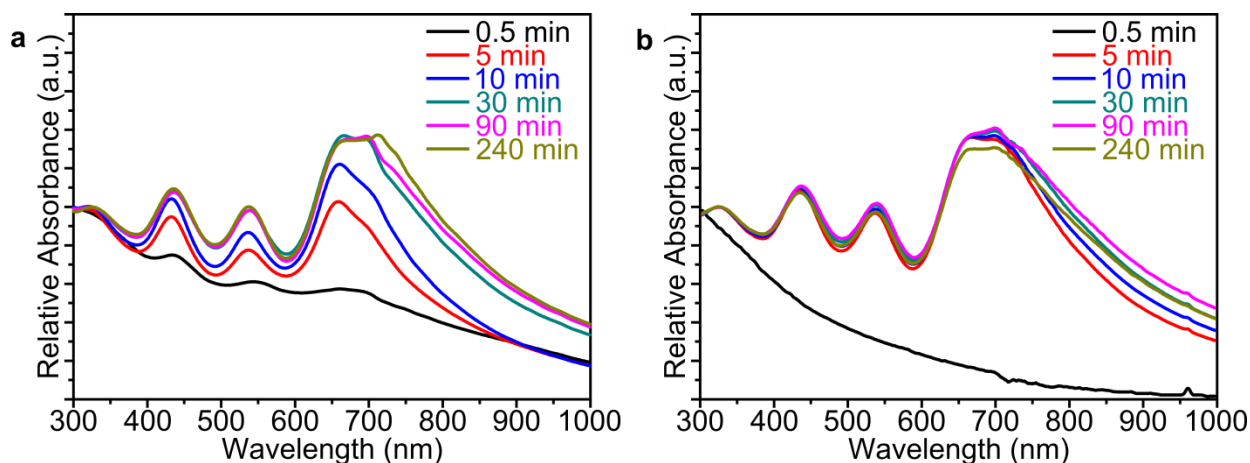 a
Relative Absorbance (a.u.)
0.5 min
5 min
10 min
30 min
90 min
240 min
300 400 500 600 700 800 900 1000
Wavelength (nm)
b
Relative Absorbance (a.u.)
0.5 min
5 min
10 min
30 min
90 min
240 min
300 400 500 600 700 800 900 1000
Wavelength (nm)